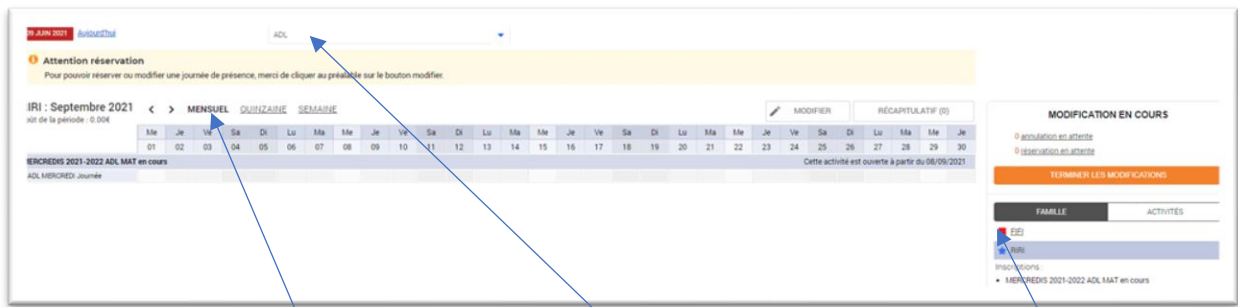 09 JUIN 2021 Aujourd'hui ADL
Attention réservation
Pour pouvoir réserver ou modifier une journée de présence, merci de cliquer au préalable sur le bouton modifier.
IRI : Septembre 2021 < > MENSUEL QUINZAINE SEMAINE MODIFIER RÉCAPITULATIF (0)
oût de la période : 0.00€
Me Je Ve Sa Di Lu Ma Me Je Ve Sa Di Lu Ma Me Je Ve Sa Di Lu Ma Me Je Ve Sa Di Lu Ma Me Je
01 02 03 04 05 06 07 08 09 10 11 12 13 14 15 16 17 18 19 20 21 22 23 24 25 26 27 28 29 30
MERCREDIS 2021-2022 ADL MAT en cours Cette activité est ouverte à partir du 08/09/2021
ADL MERCREDI Journée
MODIFICATION EN COURS
0 annulation en attente
0 réservation en attente
TERMINER LES MODIFICATIONS
FAMILLE ACTIVITÉS
FIFI
RIRI
Inscriptions :
• MERCREDIS 2021-2022 ADL MAT en cours